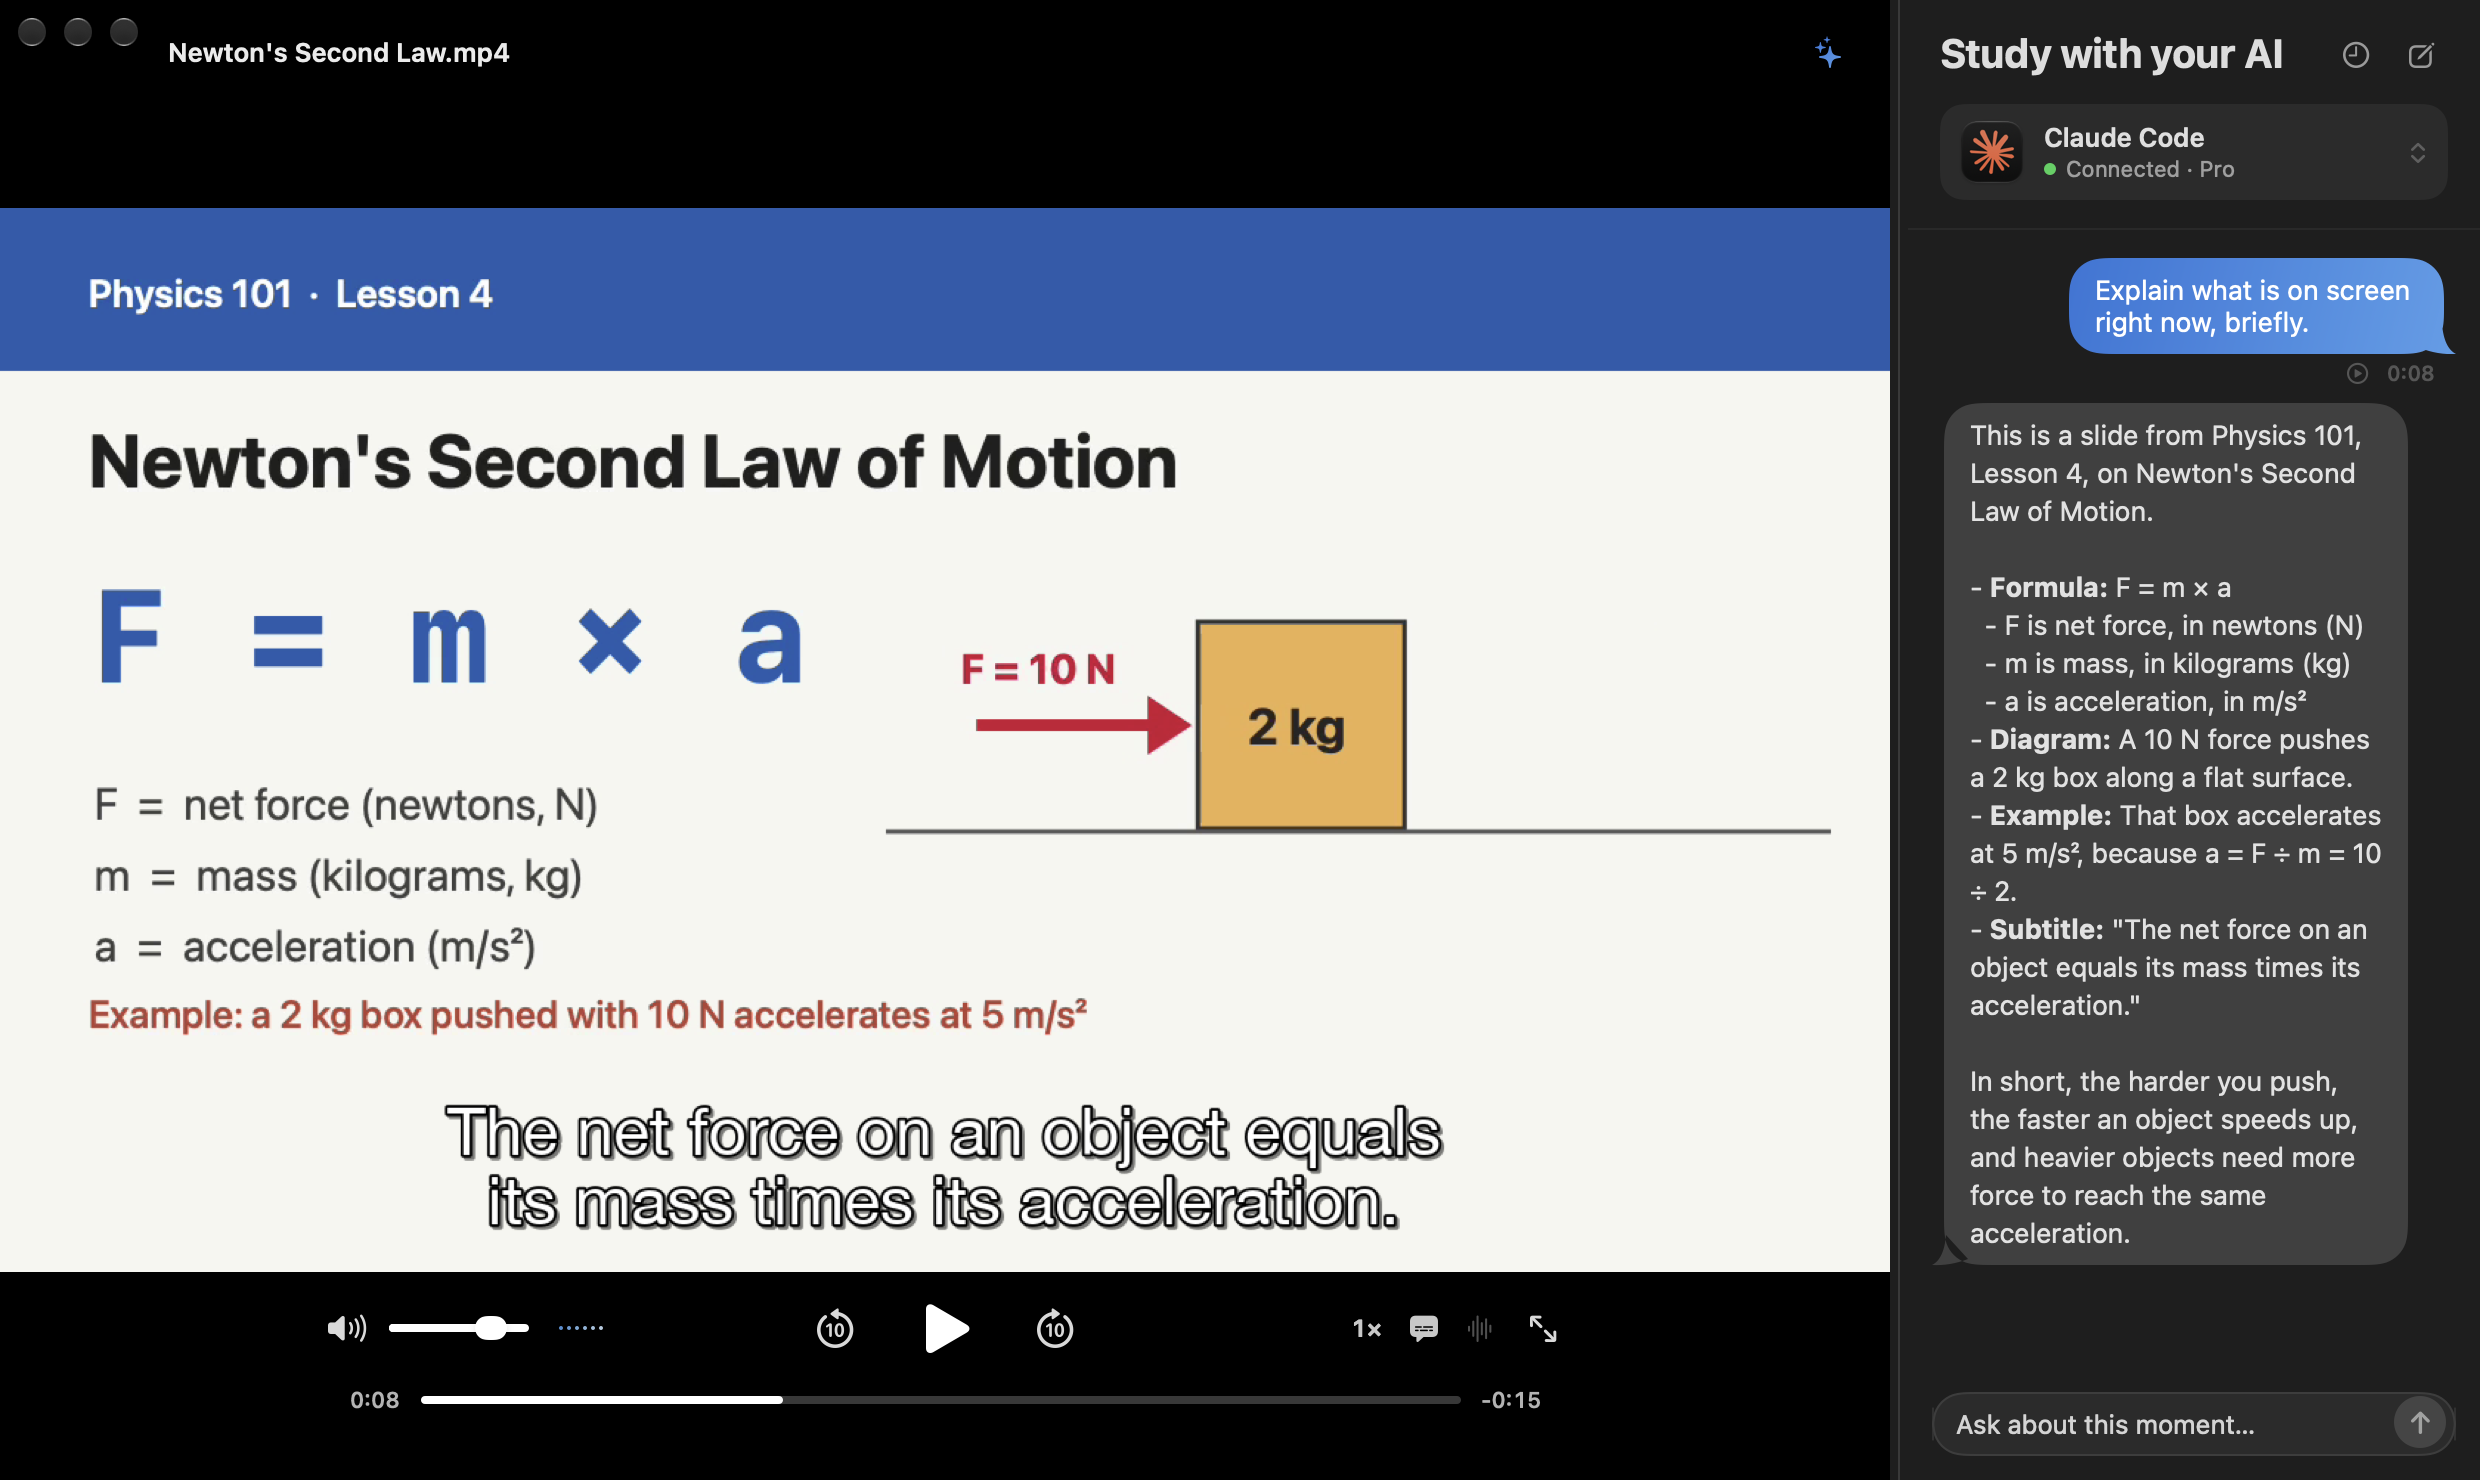 Newton's Second Law.mp4
Physics 101 · Lesson 4
Newton's Second Law of Motion
F = m × a
F = 10 N
2 kg
F = net force (newtons, N)
m = mass (kilograms, kg)
a = acceleration (m/s²)
Example: a 2 kg box pushed with 10 N accelerates at 5 m/s²
The net force on an object equals
its mass times its acceleration.
10
10
1×
0:08
-0:15
Study with your AI
Claude Code
Connected · Pro
Explain what is on screen
right now, briefly.
0:08
This is a slide from Physics 101,
Lesson 4, on Newton's Second
Law of Motion.
- Formula: F = m × a
- F is net force, in newtons (N)
- m is mass, in kilograms (kg)
- a is acceleration, in m/s²
- Diagram: A 10 N force pushes
a 2 kg box along a flat surface.
- Example: That box accelerates
at 5 m/s², because a = F ÷ m = 10
÷ 2.
- Subtitle: "The net force on an
object equals its mass times its
acceleration."
In short, the harder you push,
the faster an object speeds up,
and heavier objects need more
force to reach the same
acceleration.
Ask about this moment...